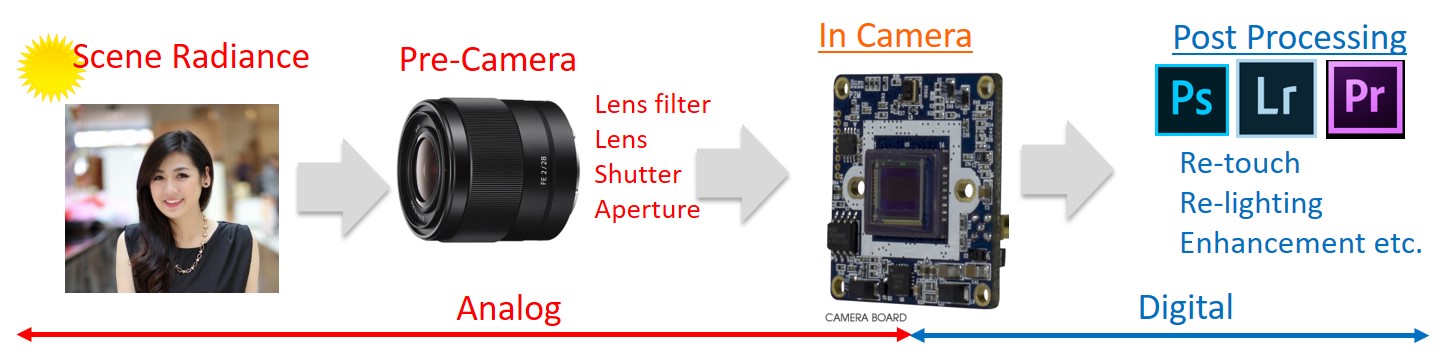 Scene Radiance
Pre-Camera
Lens filter
Lens
Shutter
Aperture
FE 2/28
In Camera
CAMERA BOARD
Post Processing
Ps
Lr
Pr
Re-touch
Re-lighting
Enhancement etc.
Analog
Digital